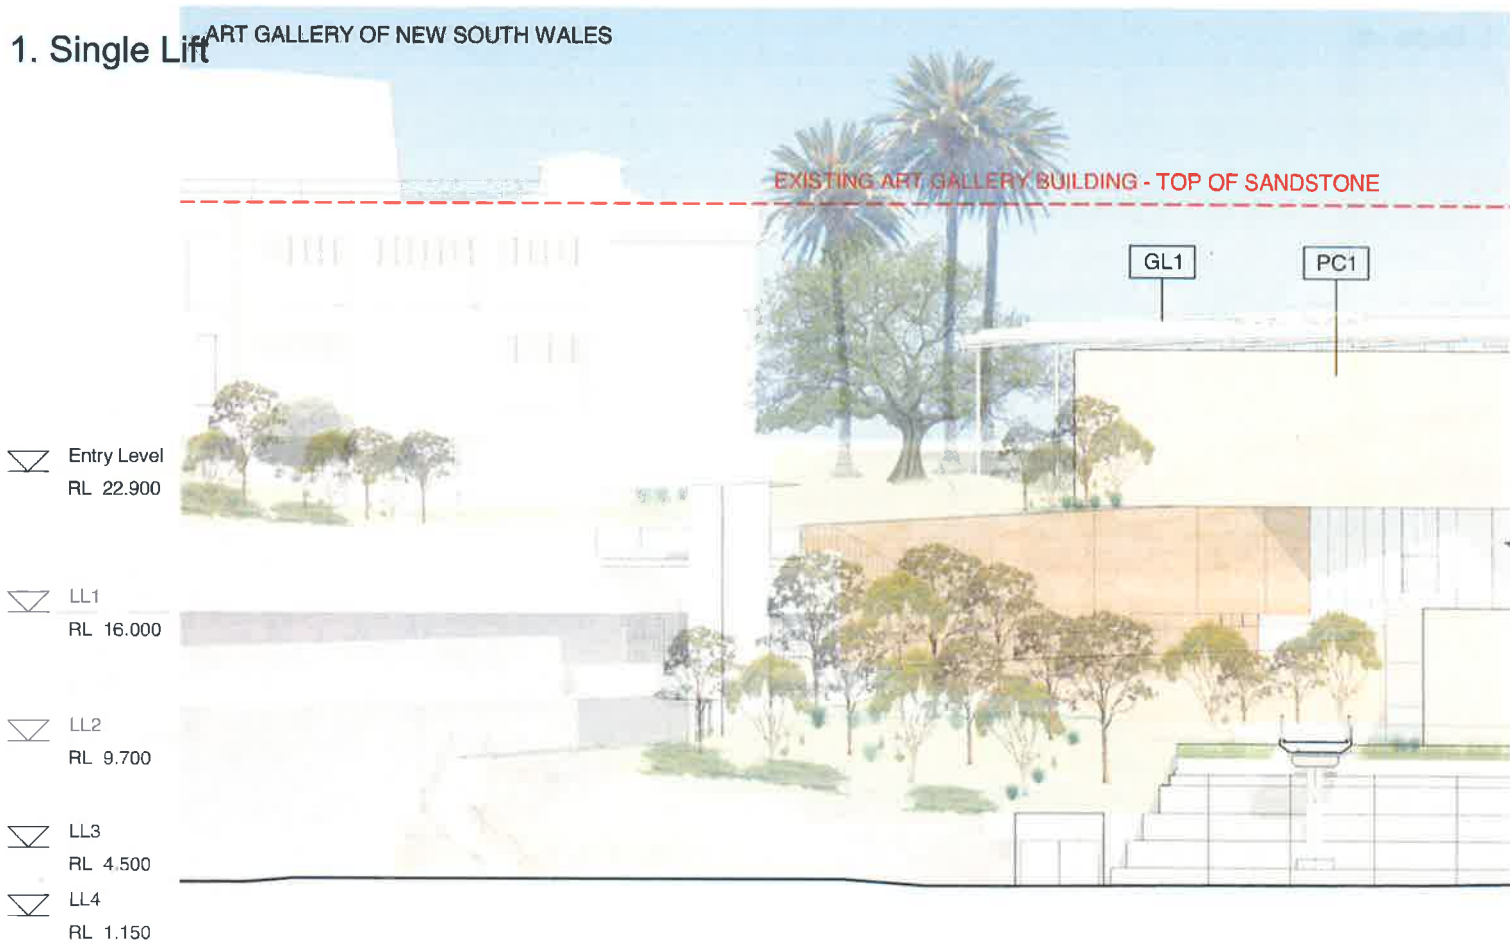 1. Single Lift
ART GALLERY OF NEW SOUTH WALES
EXISTING ART GALLERY BUILDING - TOP OF SANDSTONE
GL1
PC1
Entry Level
RL 22.900
LL1
RL 16.000
LL2
RL 9.700
LL3
RL 4.500
LL4
RL 1.150